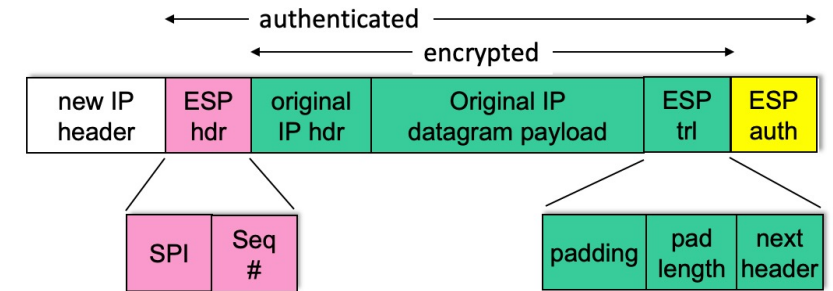 authenticated
encrypted
new IP
header
ESP
hdr
original
IP hdr
Original IP
datagram payload
ESP
trl
ESP
auth
SPI
Seq
#
padding
pad
length
next
header